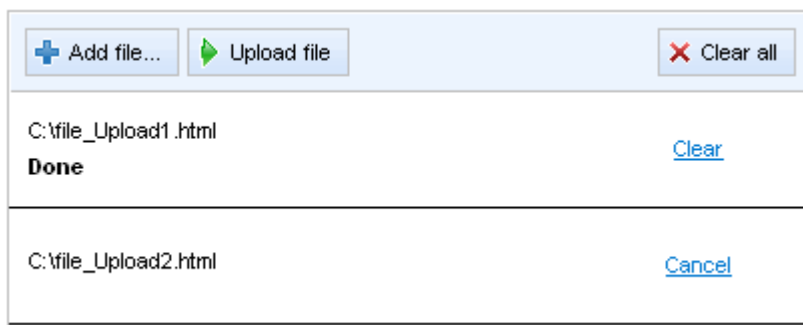 Add file... Upload file Clear all
C:\file_Upload1.html
Done
Clear
C:\file_Upload2.html
Cancel